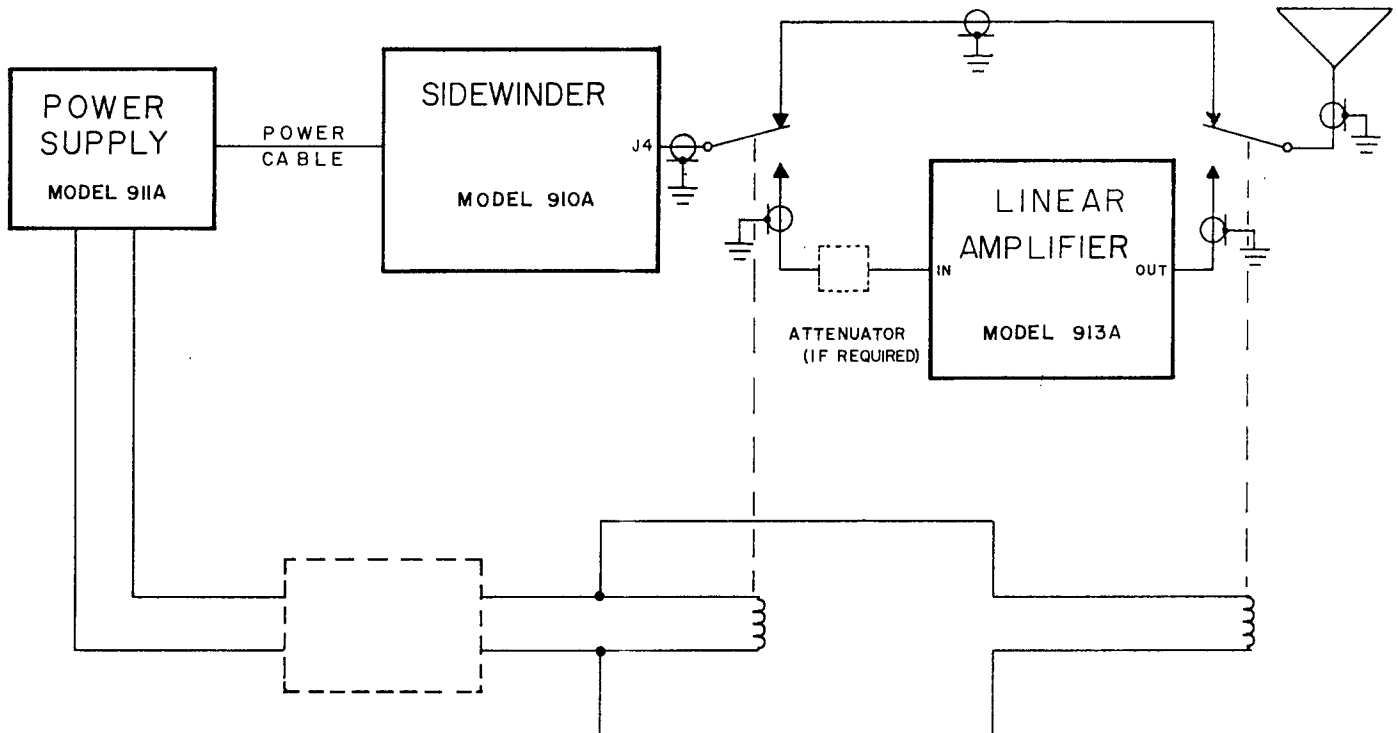 POWER
SUPPLY
MODEL 911A
POWER
CABLE
SIDEWINDER
J4
MODEL 910A
LINEAR
AMPLIFIER
IN
OUT
MODEL 913A
ATTENUATOR
(IF REQUIRED)